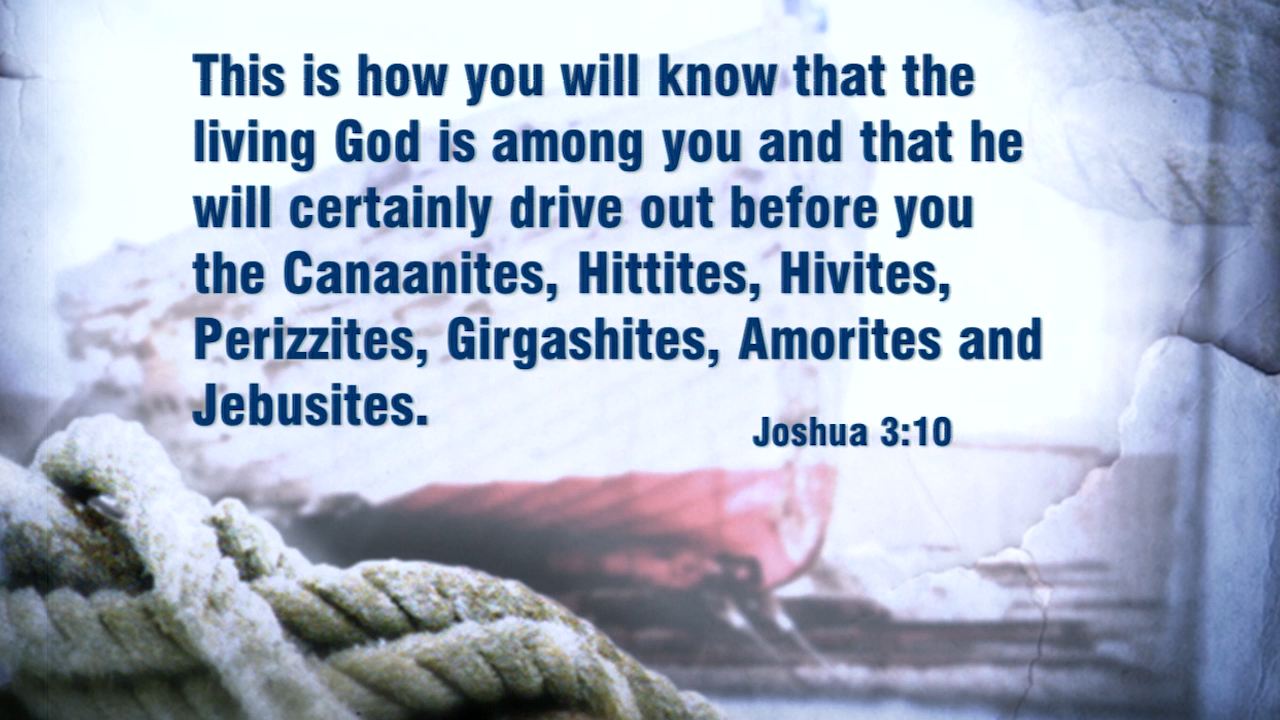 This is how you will know that the
living God is among you and that he
will certainly drive out before you
the Canaanites, Hittites, Hivites,
Perizzites, Girgashites, Amorites and
Jebusites.
Joshua 3:10